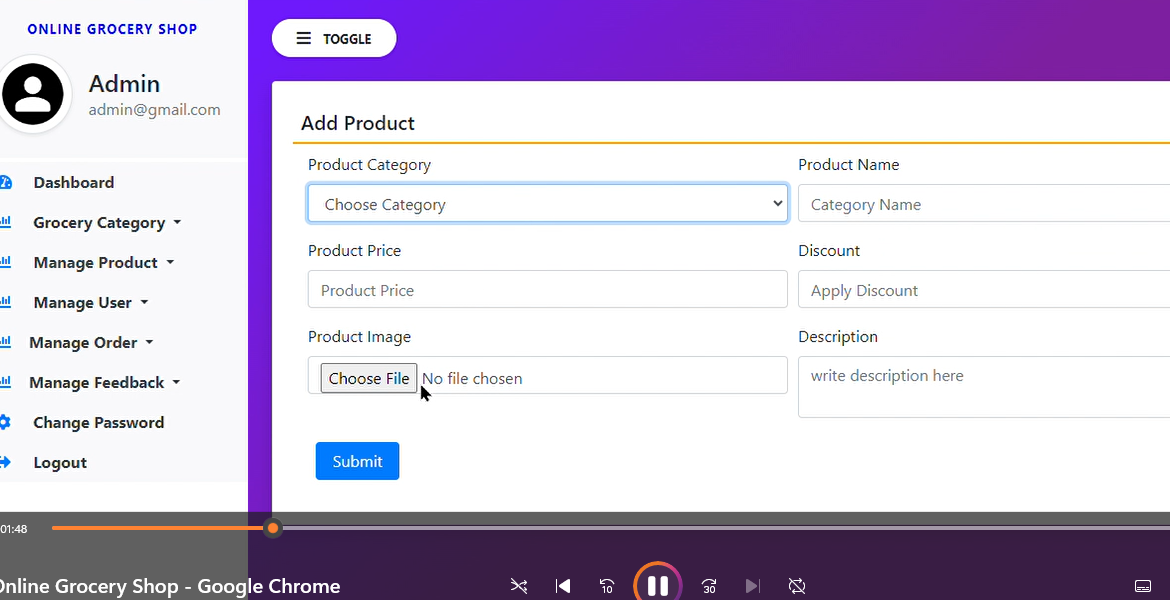 ONLINE GROCERY SHOP
Admin
admin@gmail.com
Dashboard
Grocery Category
Manage Product
Manage User
Manage Order
Manage Feedback
Change Password
Logout
TOGGLE
Add Product
Product Category
Product Name
Choose Category
Category Name
Product Price
Discount
Product Price
Apply Discount
Product Image
Description
Choose File No file chosen
write description here
Submit
01:48
Online Grocery Shop - Google Chrome
10
30